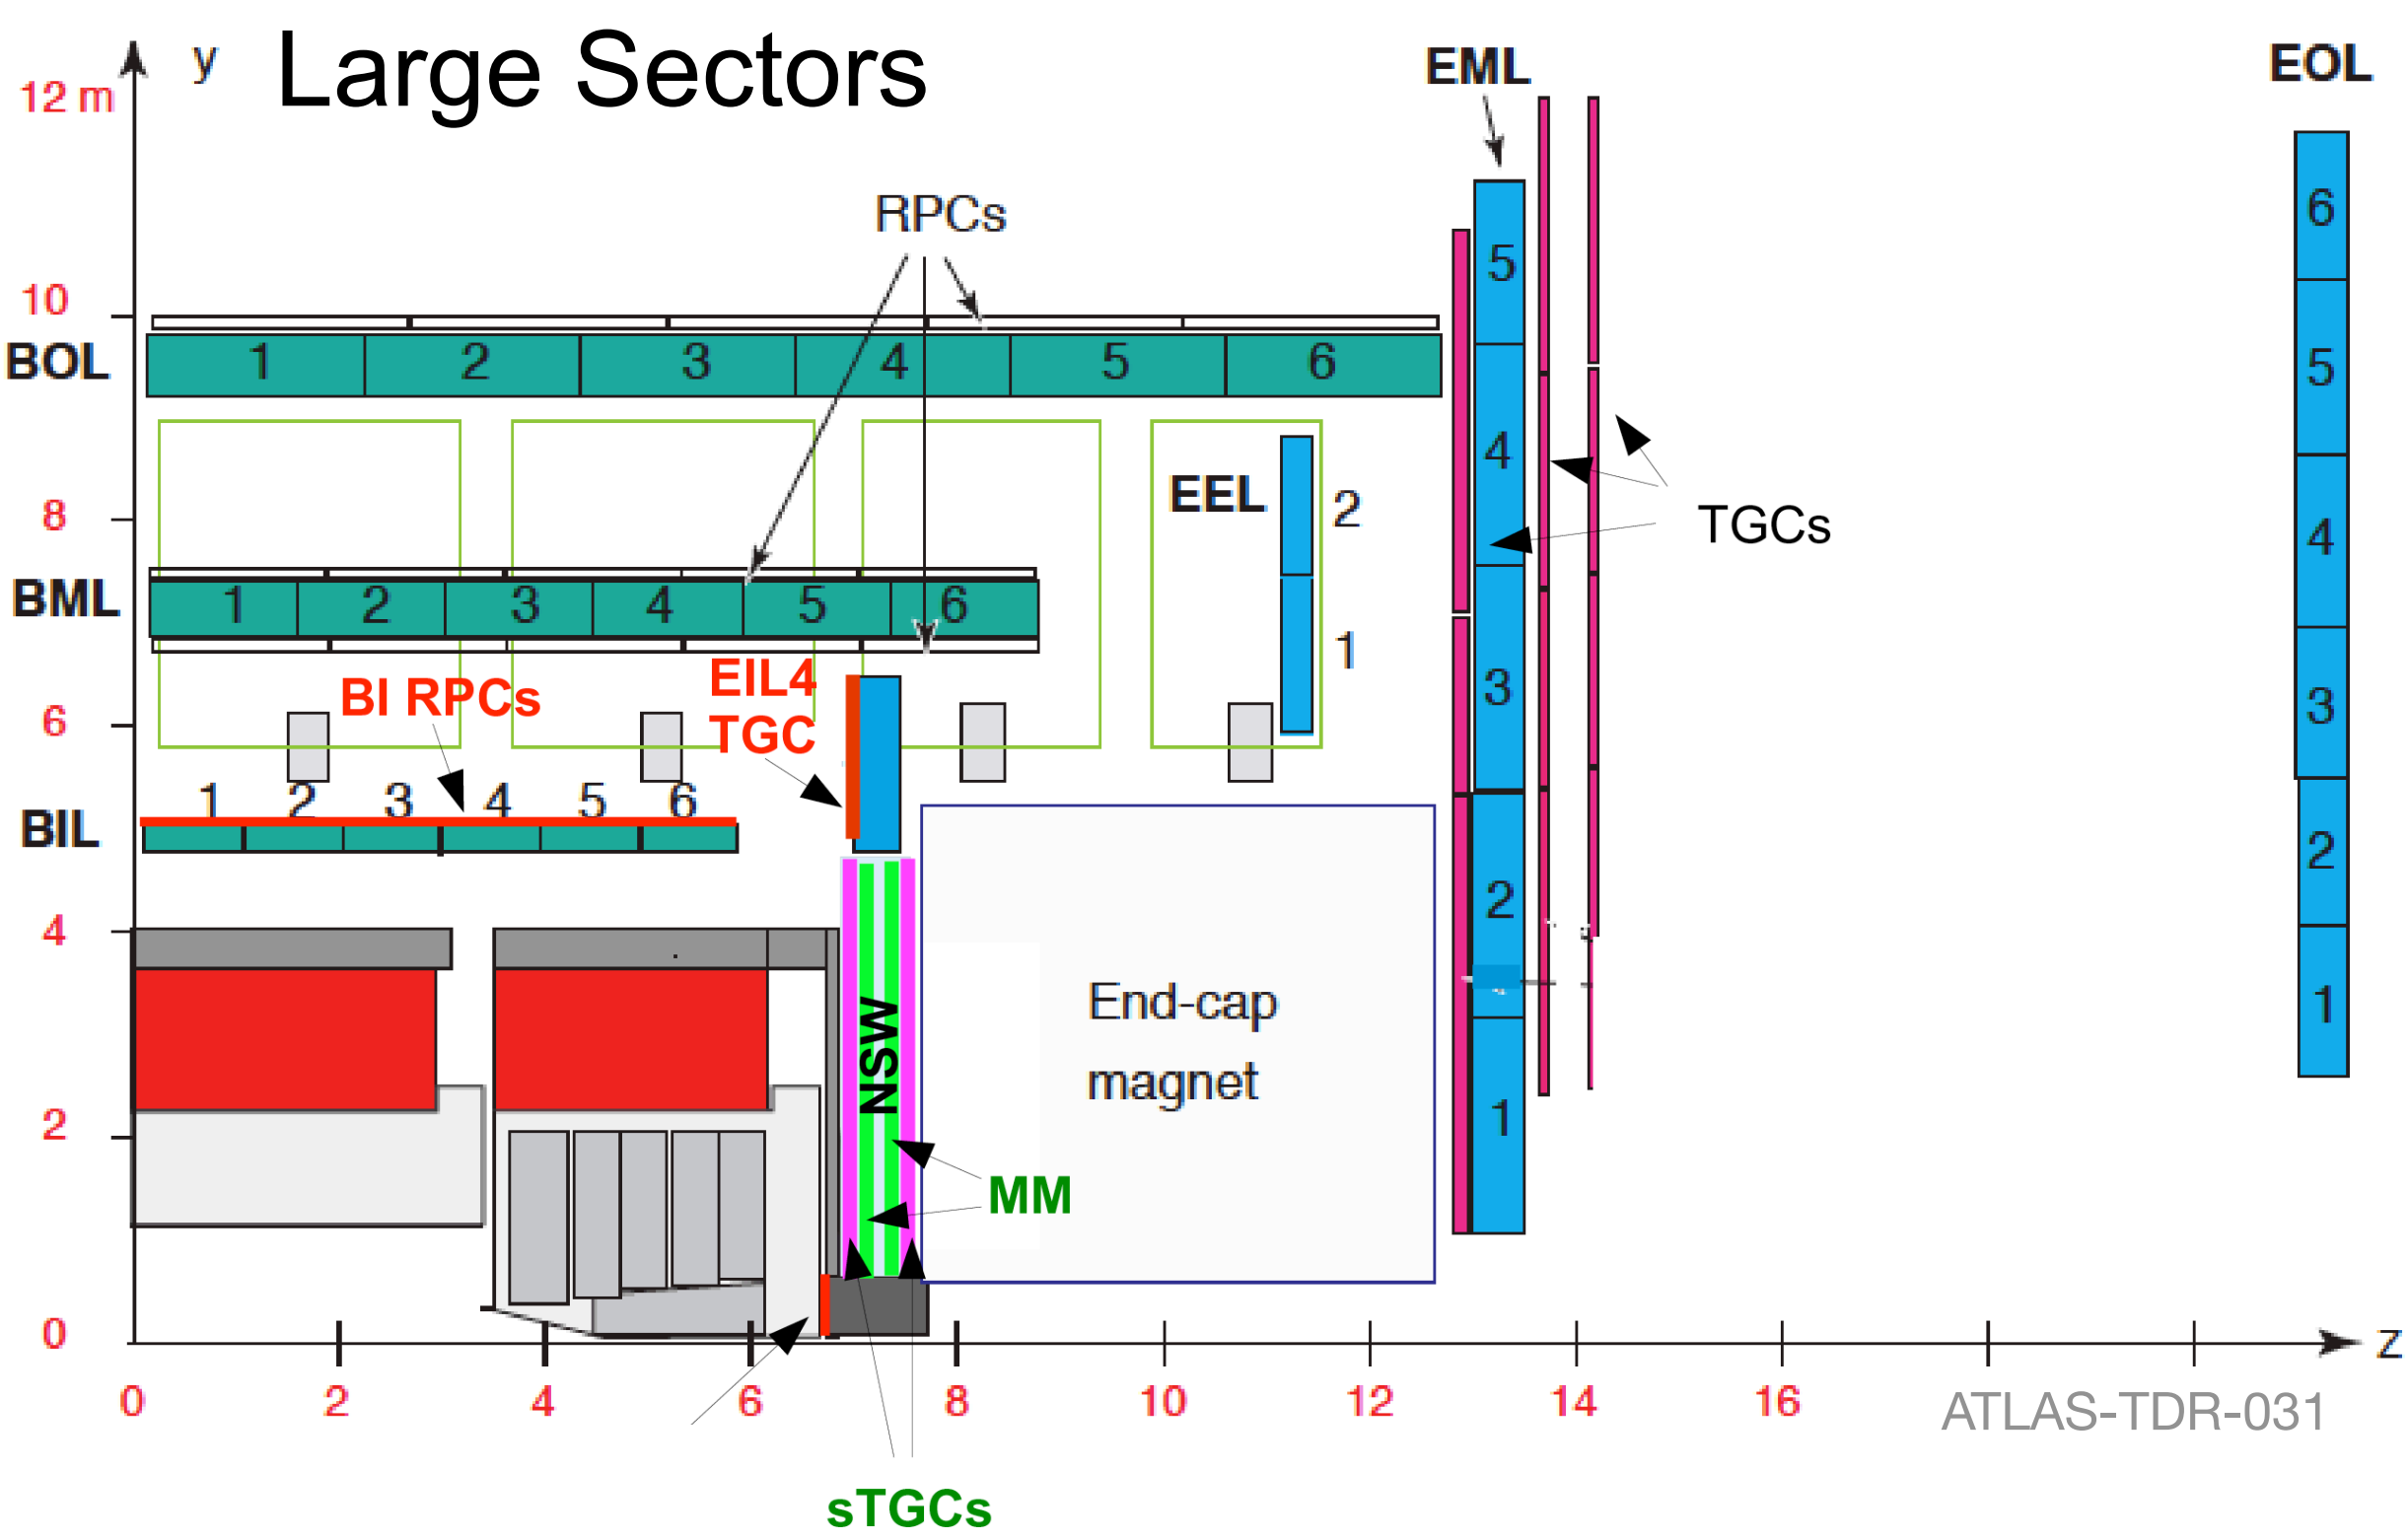 y
Large Sectors
EML
EOL
12 m
RPCs
6
5
10
BOL
1 2 3 4 5 6
5
4
EEL
2
8
TGCs
4
BML
1 2 3 4 5 6
1
EIL4
TGC
BI RPCs
3
3
6
1 2 3 4 5 6
BIL
2
2
4
1
End-cap
magnet
NSW
2
1
MM
0
z
0 2 4 6 8 10 12 14 16
ATLAS-TDR-031
sTGCs